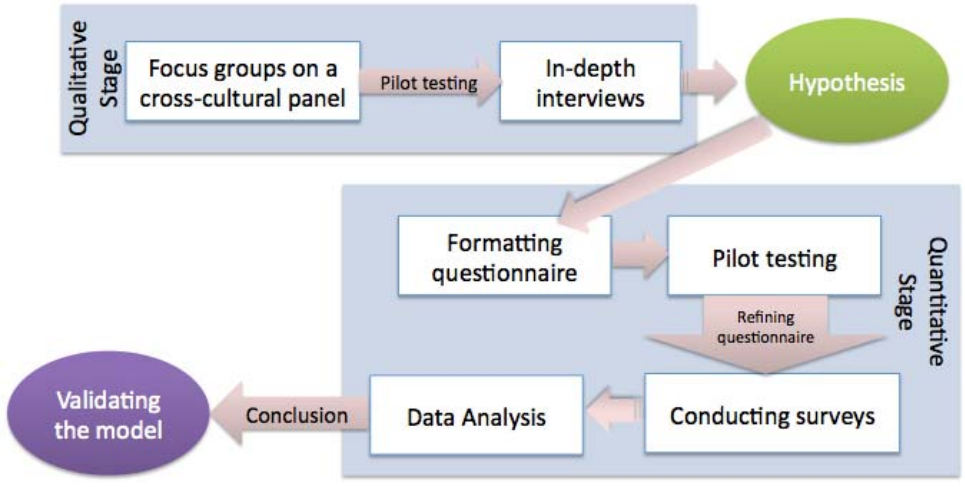 Qualitative
Stage
Focus groups on a
cross-cultural panel
Pilot testing
In-depth
interviews
Hypothesis
Formatting
questionnaire
Pilot testing
Quantitative
Stage
Refining
questionnaire
Conducting surveys
Data Analysis
Conclusion
Validating
the model